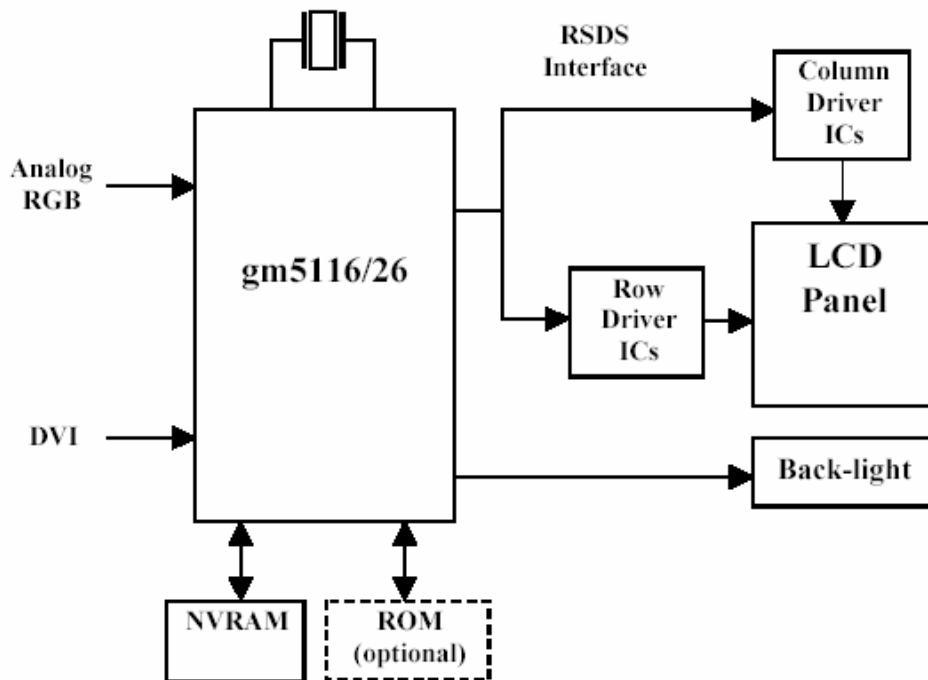 RSDS
Interface
Column
Driver
ICs
Analog
RGB
gm5116/26
LCD
Panel
Row
Driver
ICs
DVI
Back-light
NVRAM
ROM
(optional)